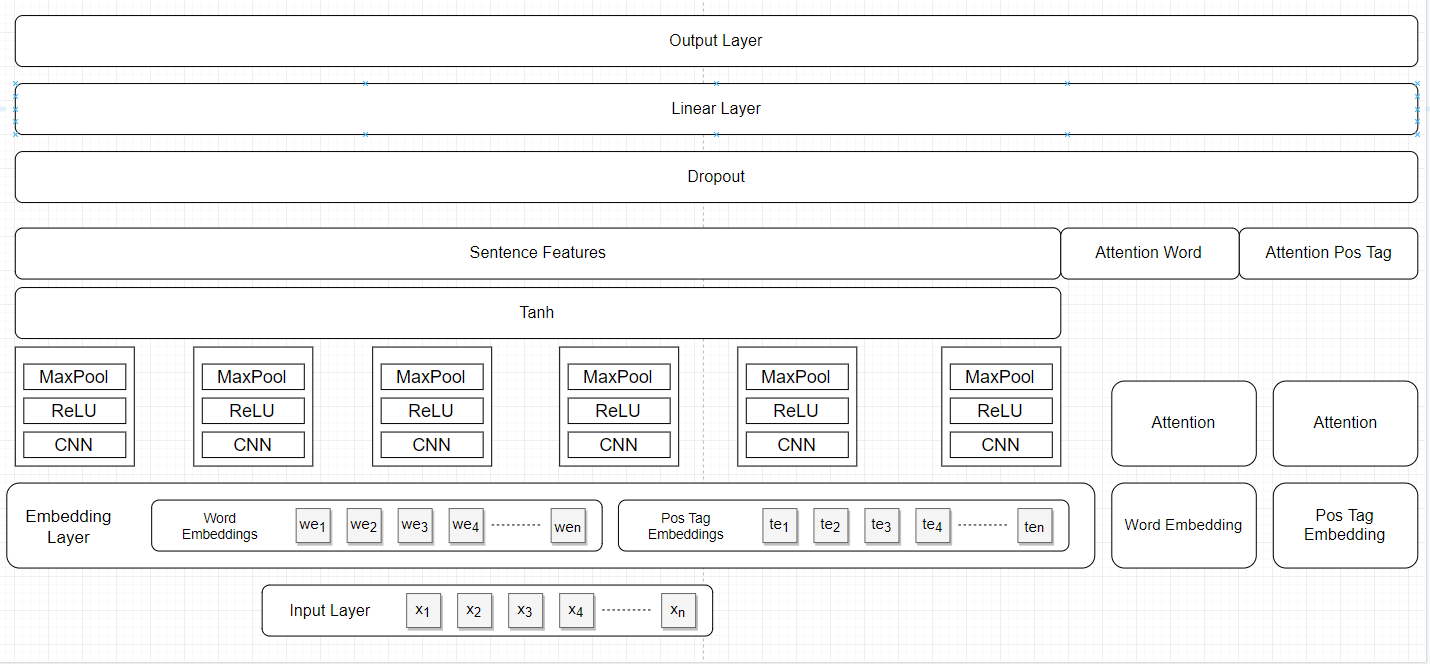 Output Layer
Linear Layer
Dropout
Sentence Features
Attention Word
Attention Pos Tag
Tanh
MaxPool
ReLU
CNN
MaxPool
ReLU
CNN
MaxPool
ReLU
CNN
MaxPool
ReLU
CNN
MaxPool
ReLU
CNN
MaxPool
ReLU
CNN
Attention
Attention
Embedding
Layer
Word
Embeddings
we1 we2 we3 we4 wen
Pos Tag
Embeddings
te1 te2 te3 te4 ten
Word Embedding
Pos Tag
Embedding
Input Layer
x1 x2 x3 x4 xn